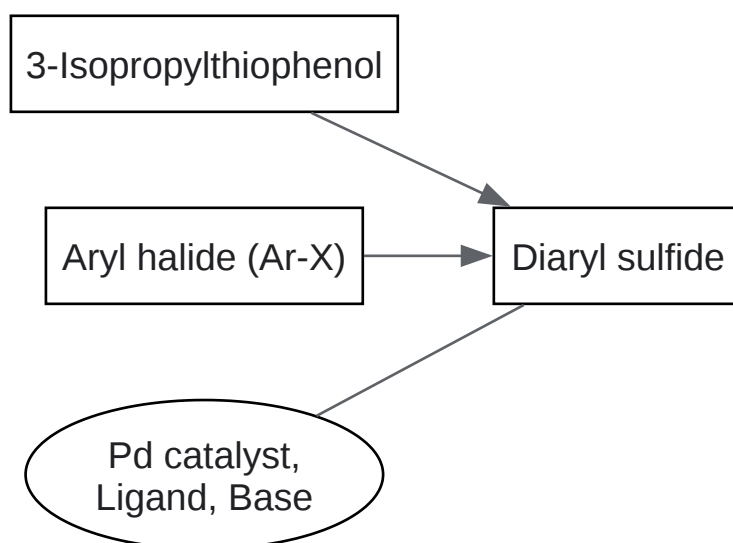 3-Isopropylthiophenol
Aryl halide (Ar-X)
Diaryl sulfide
Pd catalyst,
Ligand, Base